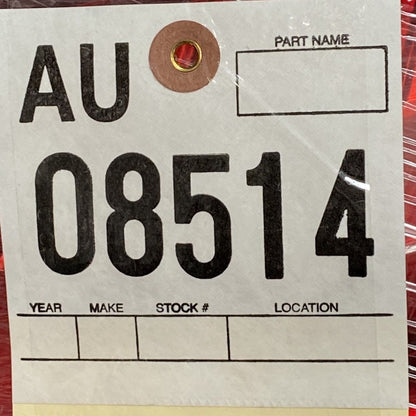 AU
PART NAME
08514
YEAR MAKE STOCK # LOCATION